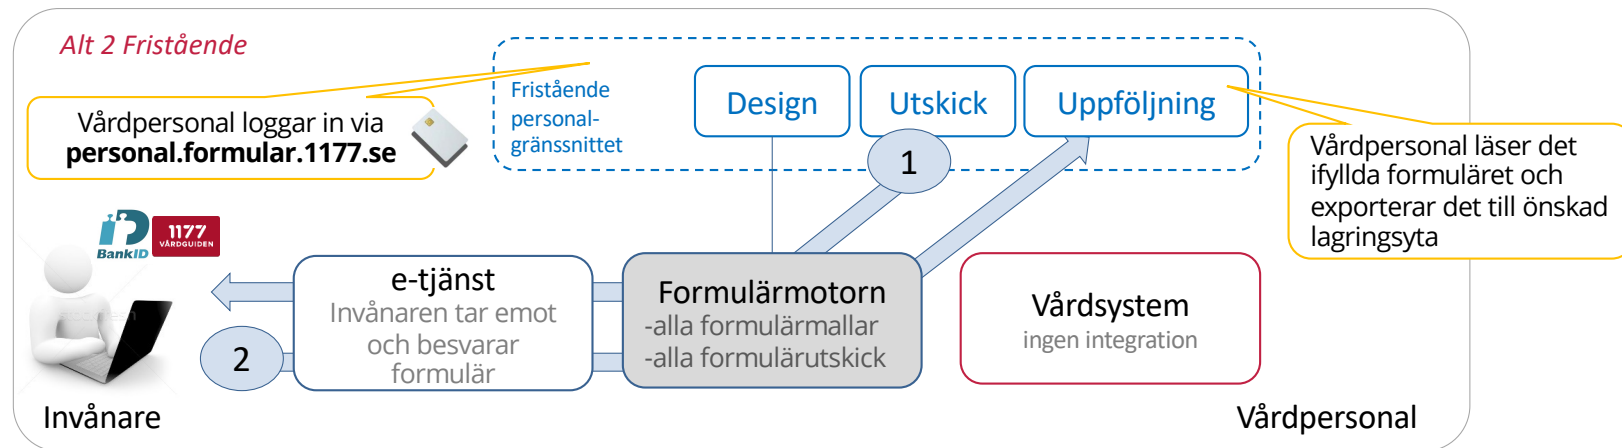 Alt 2 Fristående
Vårdpersonal loggar in via
personal.formular.1177.se
Fristående
personal-
gränssnittet
Design
Utskick
Uppföljning
1
Vårdpersonal läser det
ifyllda formuläret och
exporterar det till önskad
lagringsyta
BankID
1177
VÅRDGUIDEN
e-tjänst
Invånaren tar emot
och besvarar
formulär
2
Formulärmotorn
-alla formulärmallar
-alla formulärutskick
Vårdsystem
ingen integration
Invånare
Vårdpersonal